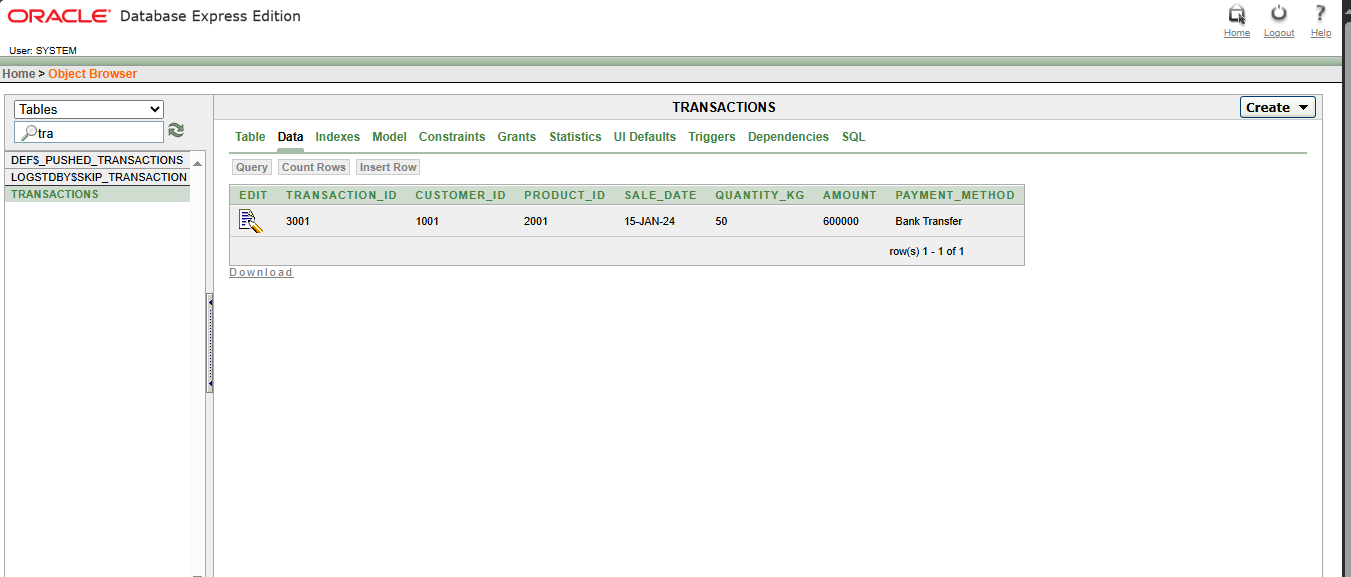 ORACLE® Database Express Edition
Home Logout Help
User: SYSTEM
Home > Object Browser
Tables
tra
DEF$_PUSHED_TRANSACTIONS
LOGSTDBY$SKIP_TRANSACTION
TRANSACTIONS
TRANSACTIONS
Create
Table Data Indexes Model Constraints Grants Statistics UI Defaults Triggers Dependencies SQL
Query Count Rows Insert Row
EDIT TRANSACTION_ID CUSTOMER_ID PRODUCT_ID SALE_DATE QUANTITY_KG AMOUNT PAYMENT_METHOD
3001 1001 2001 15-JAN-24 50 600000 Bank Transfer
row(s) 1 - 1 of 1
Download